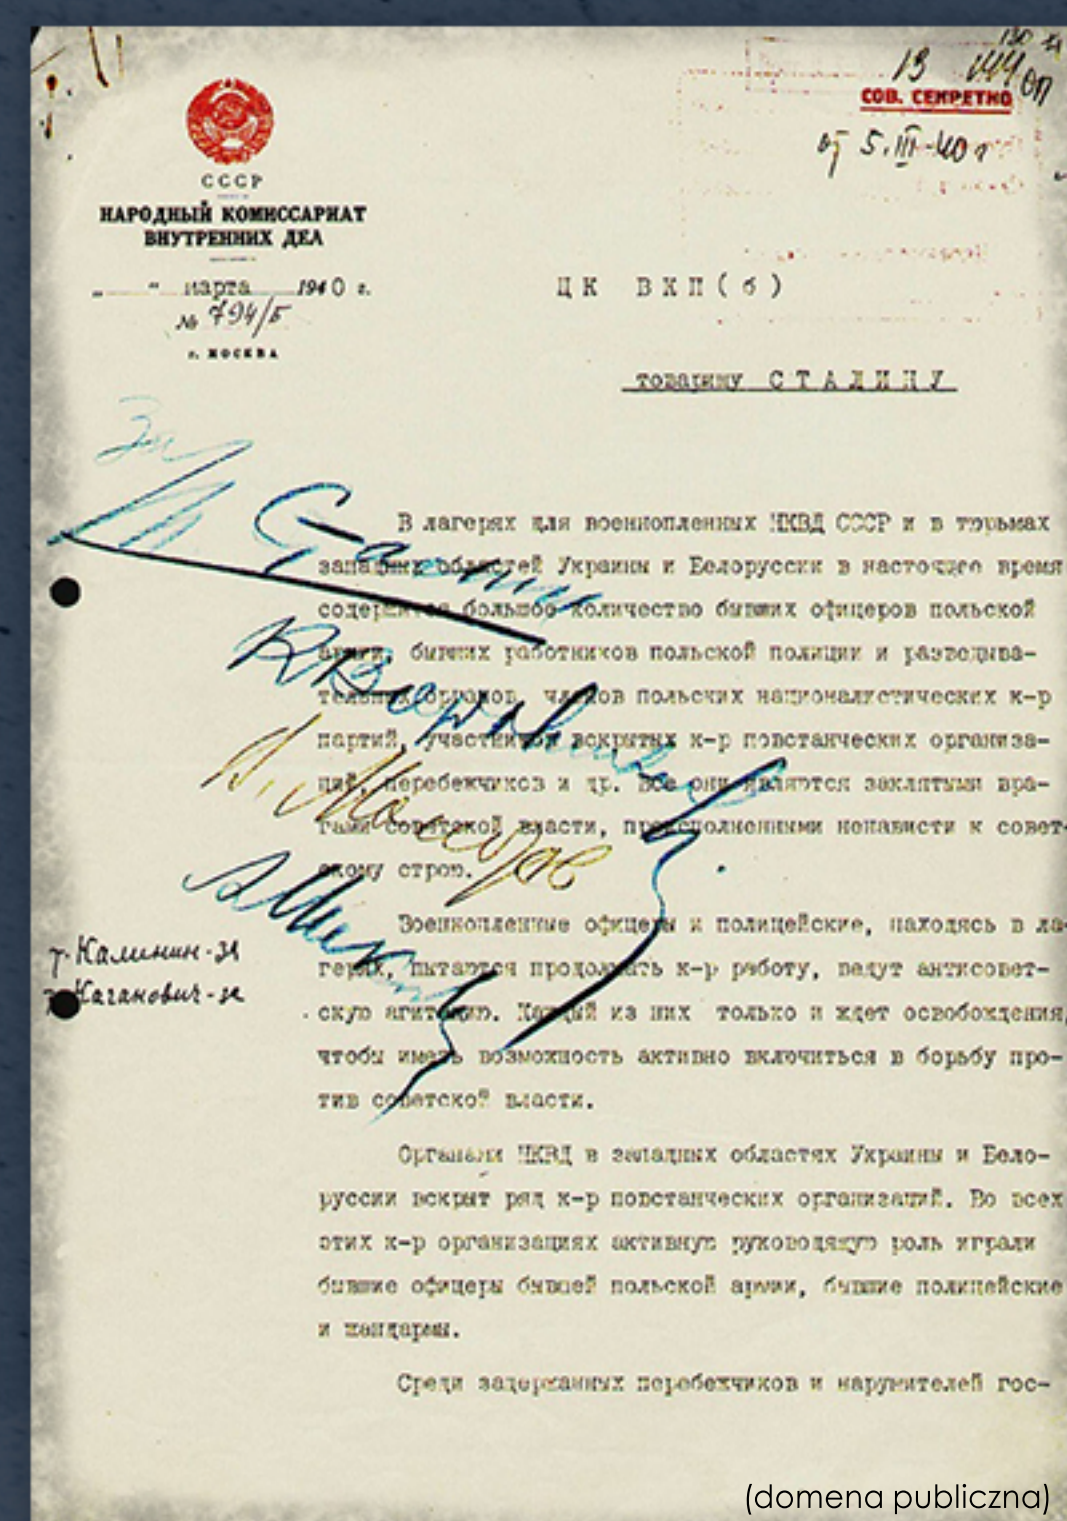 13 144 ОП
СОВ. СЕКРЕТНО
от 5.III-40 г
СССР
НАРОДНЫЙ КОМИССАРИАТ
ВНУТРЕННИХ ДЕЛ
" " марта 1940 г.
№ 794/Б
г. МОСКВА
ЦК ВКП(б)
товарищу СТАЛИНУ
За
И Сталин
К Ворошилов
В. Молотов
А Микоян
т. Калинин - за
т. Каганович - за
В лагерях для военнопленных НКВД СССР и в тюрьмах
западных областей Украины и Белоруссии в настоящее время
содержится большое количество бывших офицеров польской
армии, бывших работников польской полиции и разведыва-
тельных органов, членов польских националистических к-р
партий, участников вскрытых к-р повстанческих организа-
ций, перебежчиков и др. Все они являются заклятыми вра-
гами советской власти, преисполненными ненависти к совет-
скому строю.
Военнопленные офицеры и полицейские, находясь в ла-
герях, пытаются продолжать к-р работу, ведут антисовет-
скую агитацию. Каждый из них только и ждет освобождения,
чтобы иметь возможность активно включиться в борьбу про-
тив советской власти.
Органами НКВД в западных областях Украины и Бело-
руссии вскрыт ряд к-р повстанческих организаций. Во всех
этих к-р организациях активную руководящую роль играли
бывшие офицеры бывшей польской армии, бывшие полицейские
и жандармы.
Среди задержанных перебежчиков и нарушителей гос-
(domena publiczna)